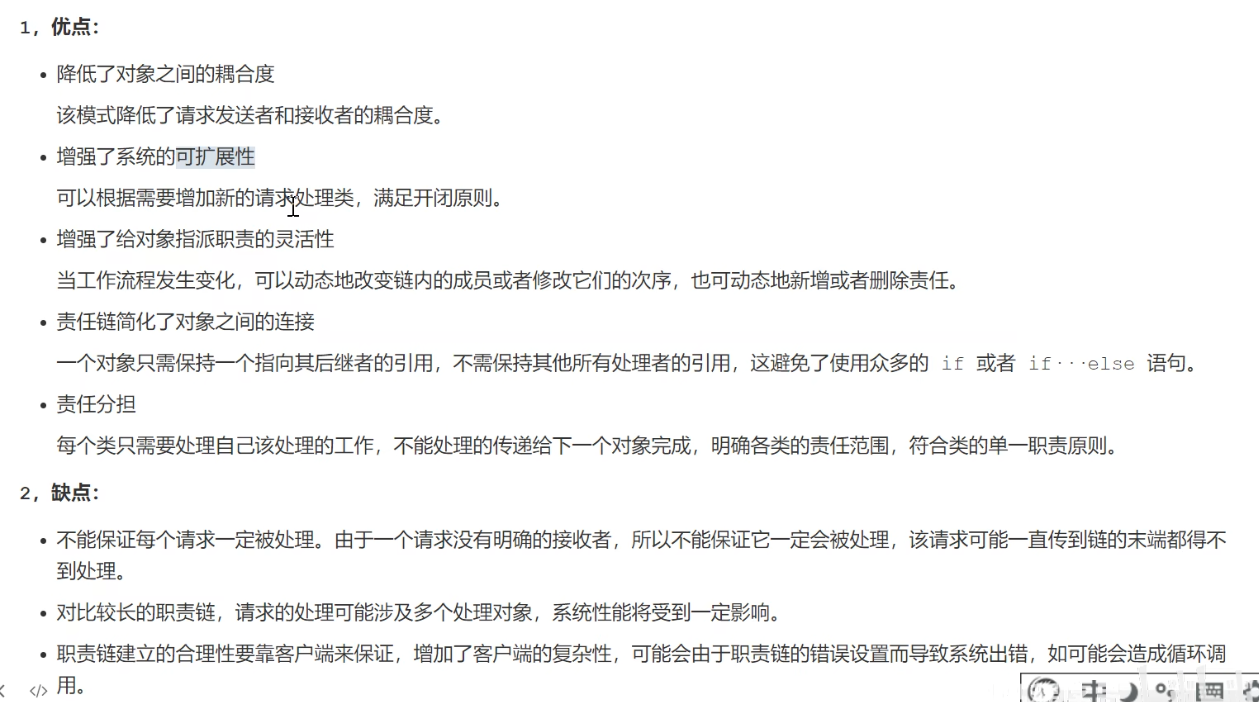 1，优点：
• 降低了对象之间的耦合度
该模式降低了请求发送者和接收者的耦合度。
• 增强了系统的可扩展性
可以根据需要增加新的请求处理类，满足开闭原则。
• 增强了给对象指派职责的灵活性
当工作流程发生变化，可以动态地改变链内的成员或者修改它们的次序，也可动态地新增或者删除责任。
• 责任链简化了对象之间的连接
一个对象只需保持一个指向其后继者的引用，不需保持其他所有处理者的引用，这避免了使用众多的 if 或者 if···else 语句。
• 责任分担
每个类只需要处理自己该处理的工作，不能处理的传递给下一个对象完成，明确各类的责任范围，符合类的单一职责原则。
2，缺点：
• 不能保证每个请求一定被处理。由于一个请求没有明确的接收者，所以不能保证它一定会被处理，该请求可能一直传到链的末端都得不
到处理。
• 对比较长的职责链，请求的处理可能涉及多个处理对象，系统性能将受到一定影响。
• 职责链建立的合理性要靠客户端来保证，增加了客户端的复杂性，可能会由于职责链的错误设置而导致系统出错，如可能会造成循环调
用。
</> 中